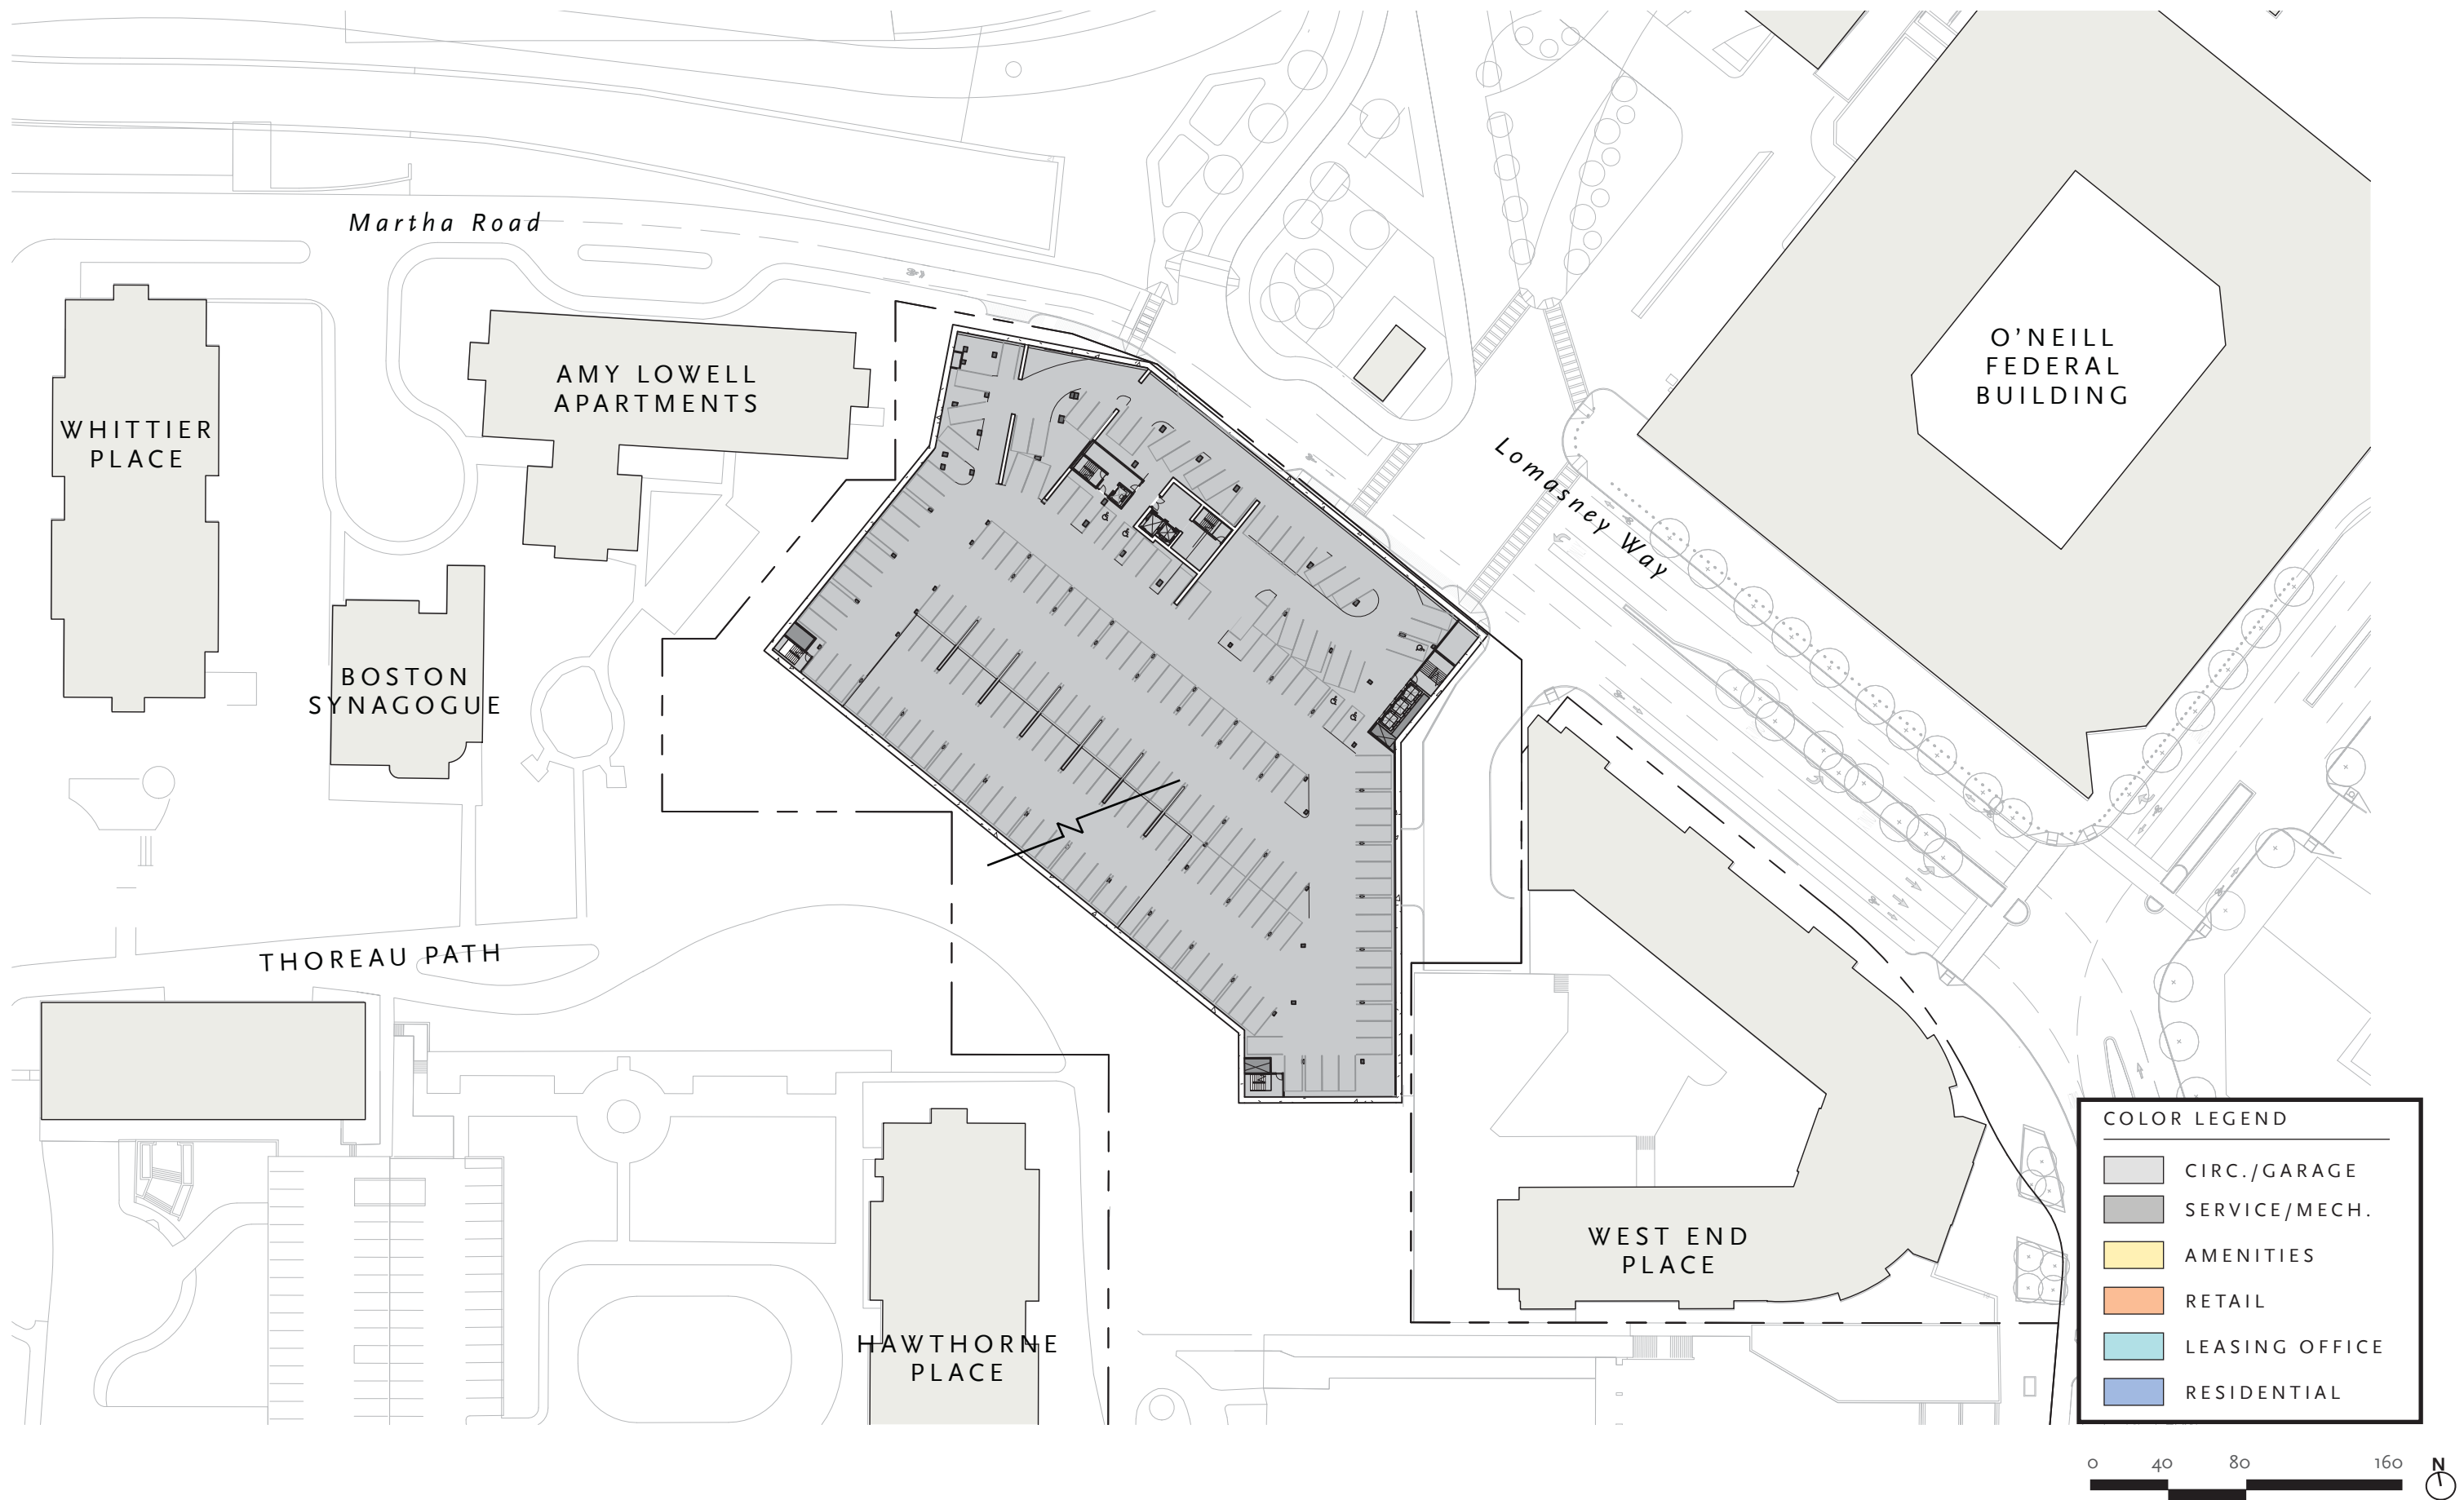 Martha Road
AMY LOWELL
APARTMENTS
WHITTIER
PLACE
O’NEILL
FEDERAL
BUILDING
Lomasney Way
BOSTON
SYNAGOGUE
THOREAU PATH
WEST END
PLACE
HAWTHORNE
PLACE
COLOR LEGEND
CIRC./GARAGE
SERVICE/MECH.
AMENITIES
RETAIL
LEASING OFFICE
RESIDENTIAL
0 40 80 160
N